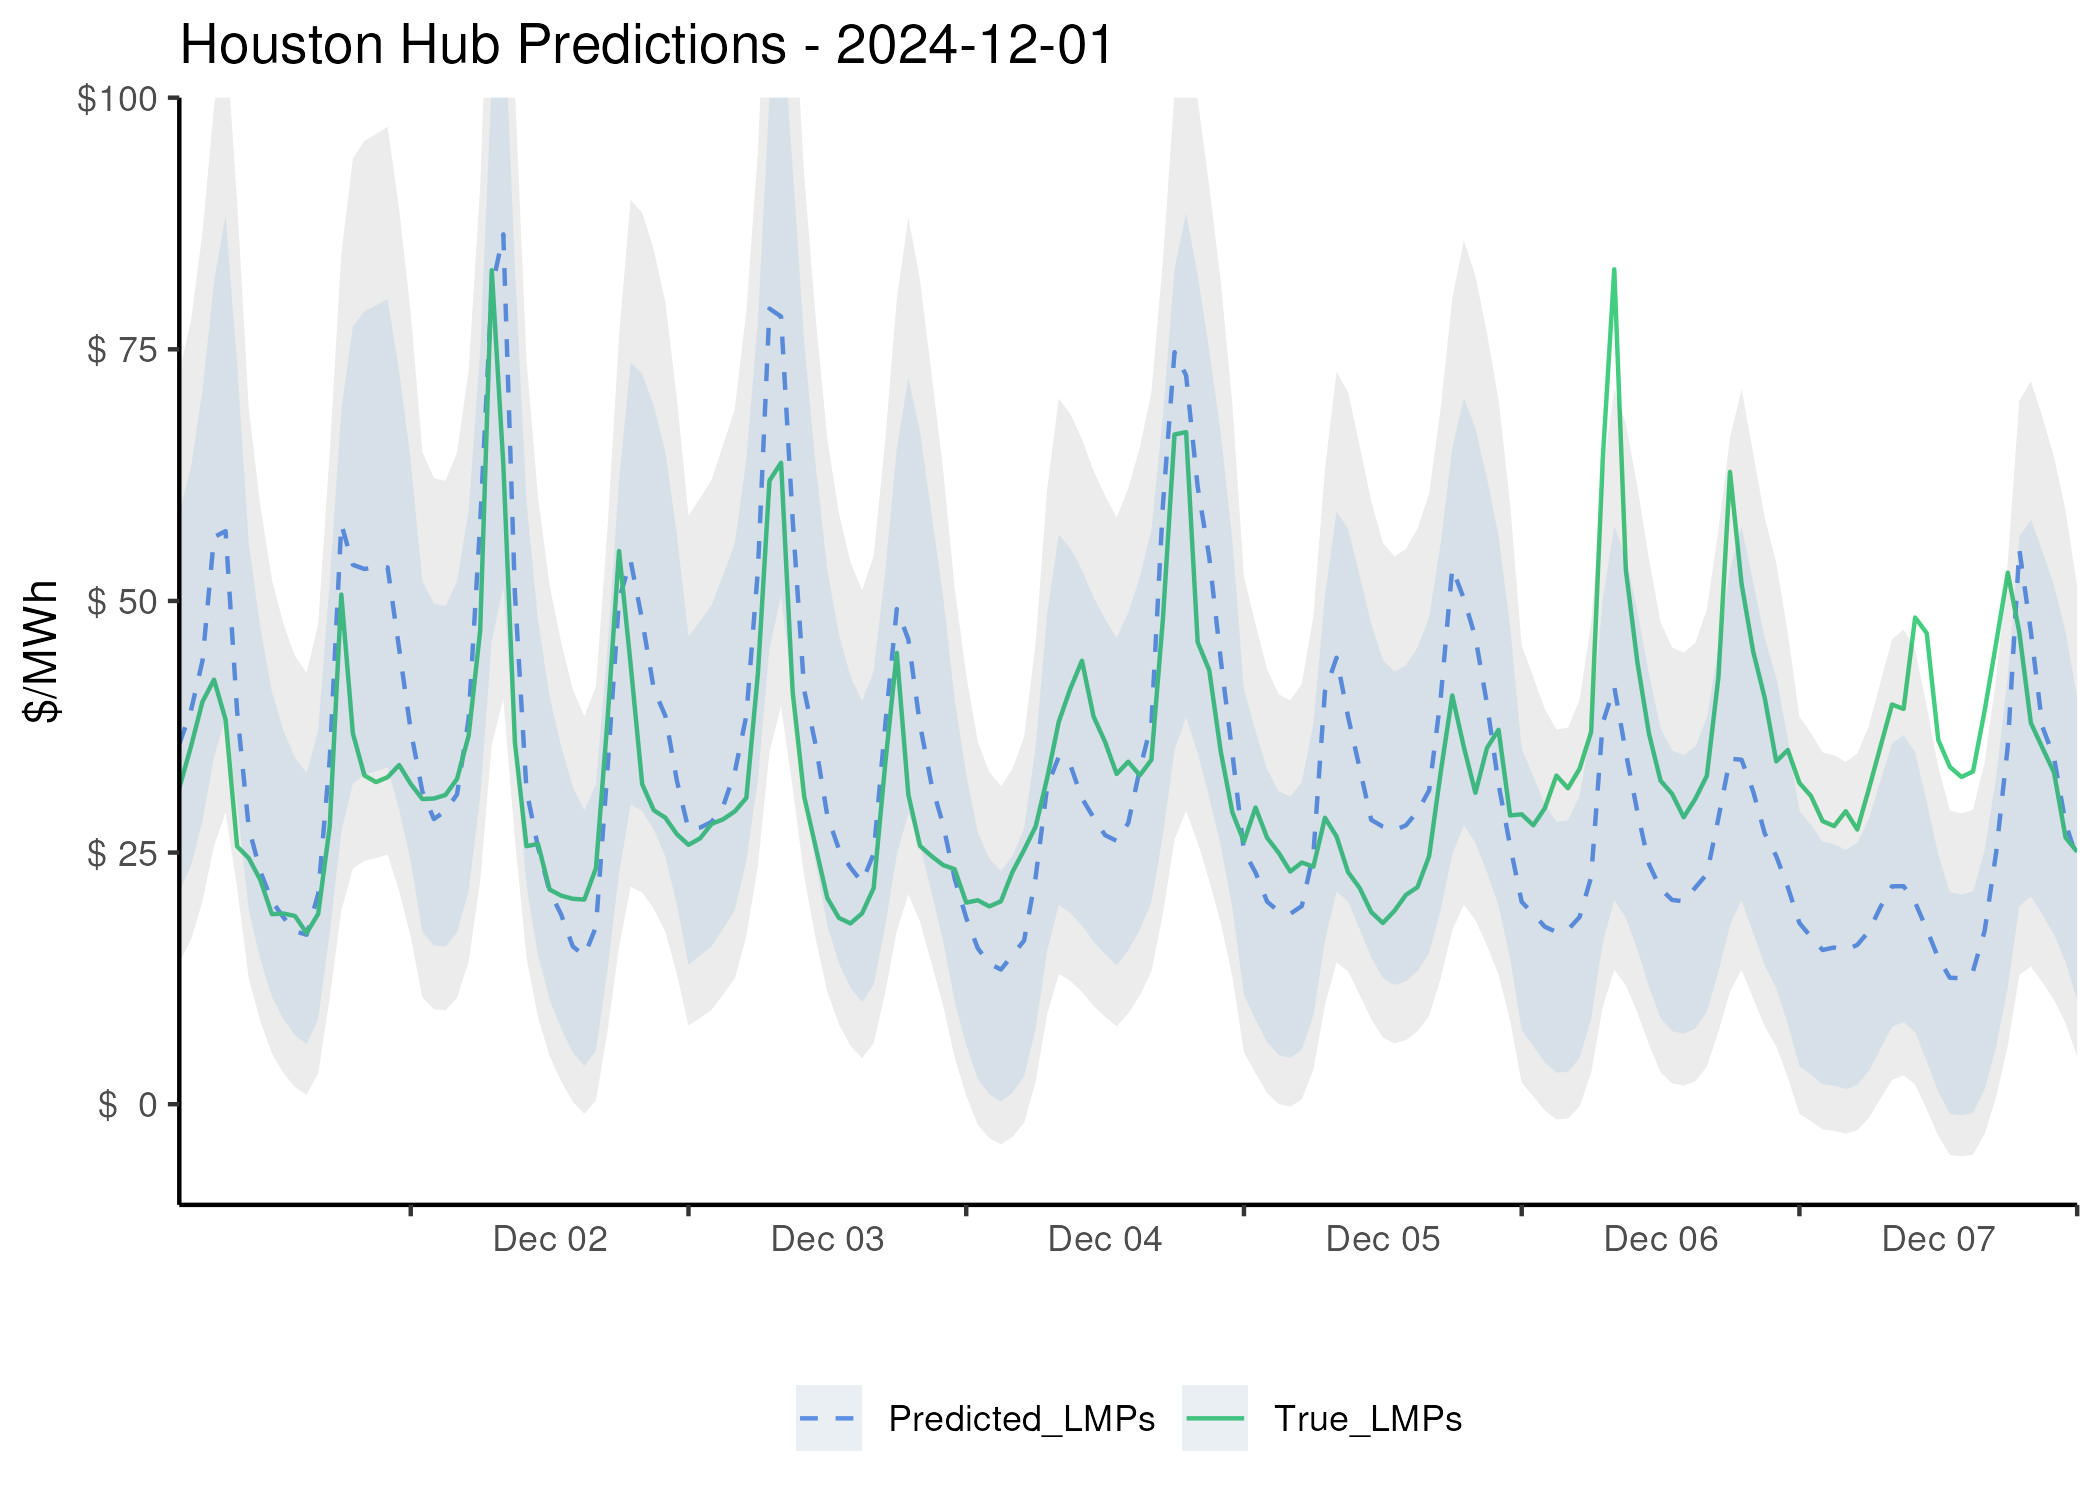 Houston Hub Predictions - 2024-12-01
$100
$ 75
$ 50
$ 25
$ 0
$/MWh
Dec 02 Dec 03 Dec 04 Dec 05 Dec 06 Dec 07
Predicted_LMPs True_LMPs